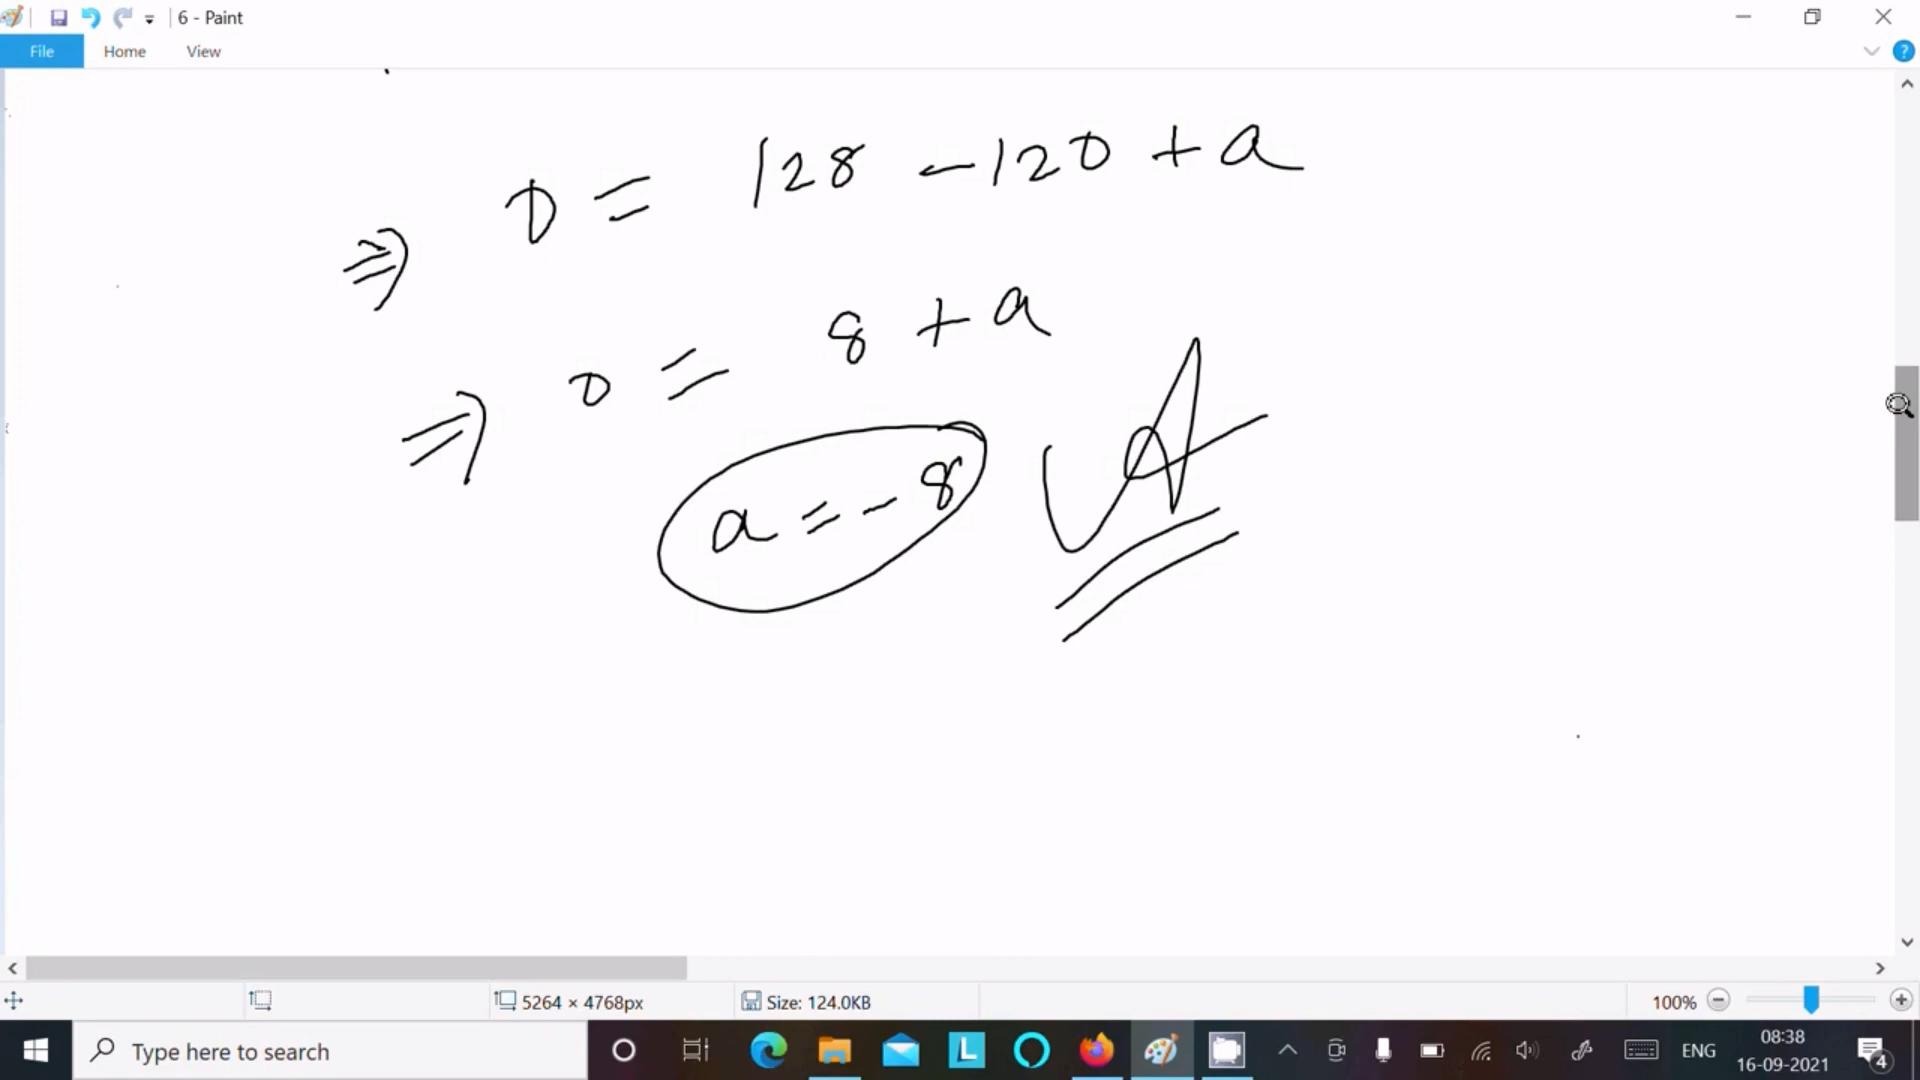 6 - Paint
File Home View
⇒ 0 = 128 - 120 + a
⇒ 0 = 8 + a
a = - 8
5264 × 4768px Size: 124.0KB 100%
Type here to search
L
ENG
08:38
16-09-2021
4